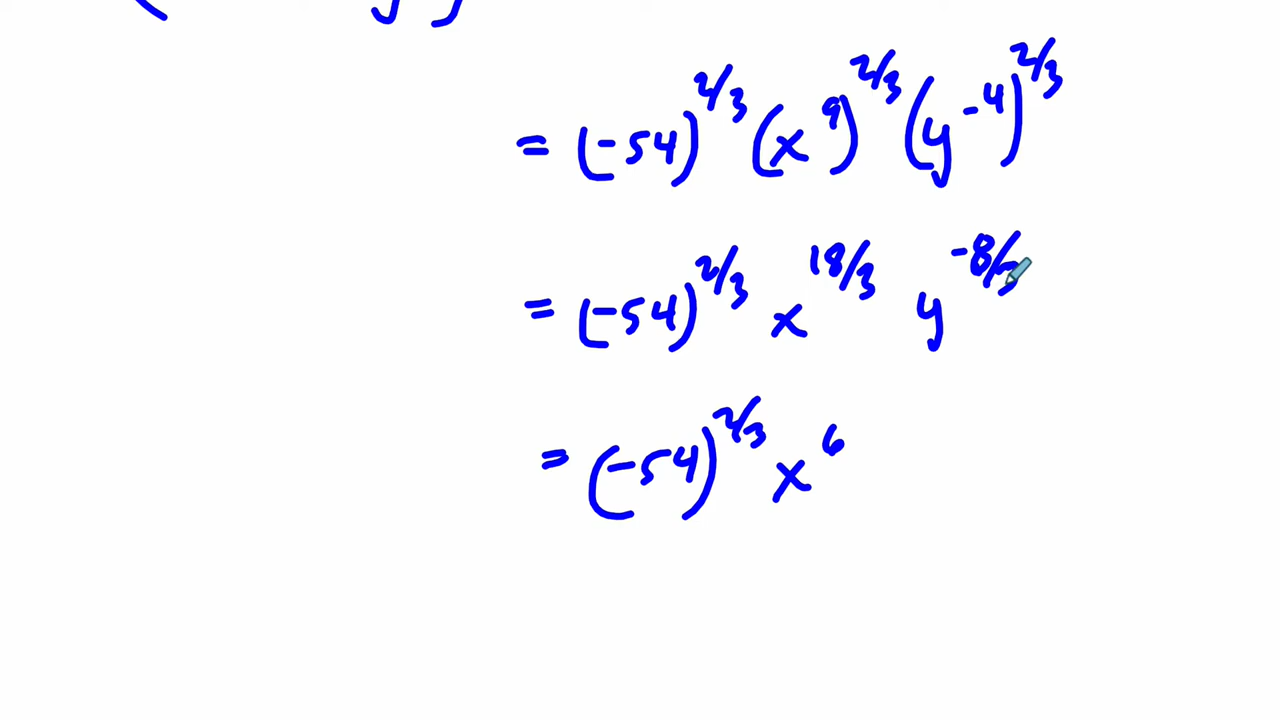 = (-54)^{2/3} (x^9)^{2/3} (y^{-4})^{2/3}
= (-54)^{2/3} x^{18/3} y^{-8/3}
= (-54)^{2/3} x^6